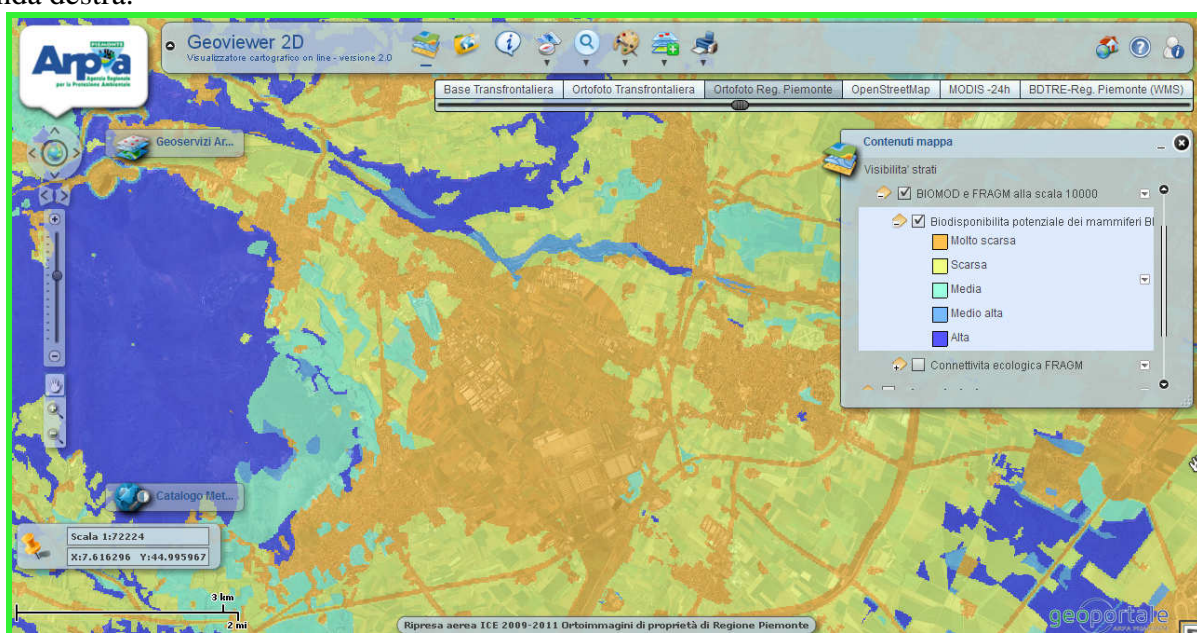 nda destra.
PIEMONTE
Arpa
Agenzia Regionale
per la Protezione Ambientale
Geoviewer 2D
Visualizzatore cartografico on line - versione 2.0
Base Transfrontaliera
Ortofoto Transfrontaliera
Ortofoto Reg. Piemonte
OpenStreetMap
MODIS -24h
BDTRE-Reg. Piemonte (WMS)
Geoservizi Ar...
Contenuti mappa
Visibilita' strati
BIOMOD e FRAGM alla scala 10000
Biodisponibilita potenziale dei mammiferi BI
Molto scarsa
Scarsa
Media
Medio alta
Alta
Connettivita ecologica FRAGM
Catalogo Met...
Scala 1:72224
X:7.616296 Y:44.995967
3 km
2 mi
Ripresa aerea ICE 2009-2011 Ortoimmagini di proprietà di Regione Piemonte
geoportale